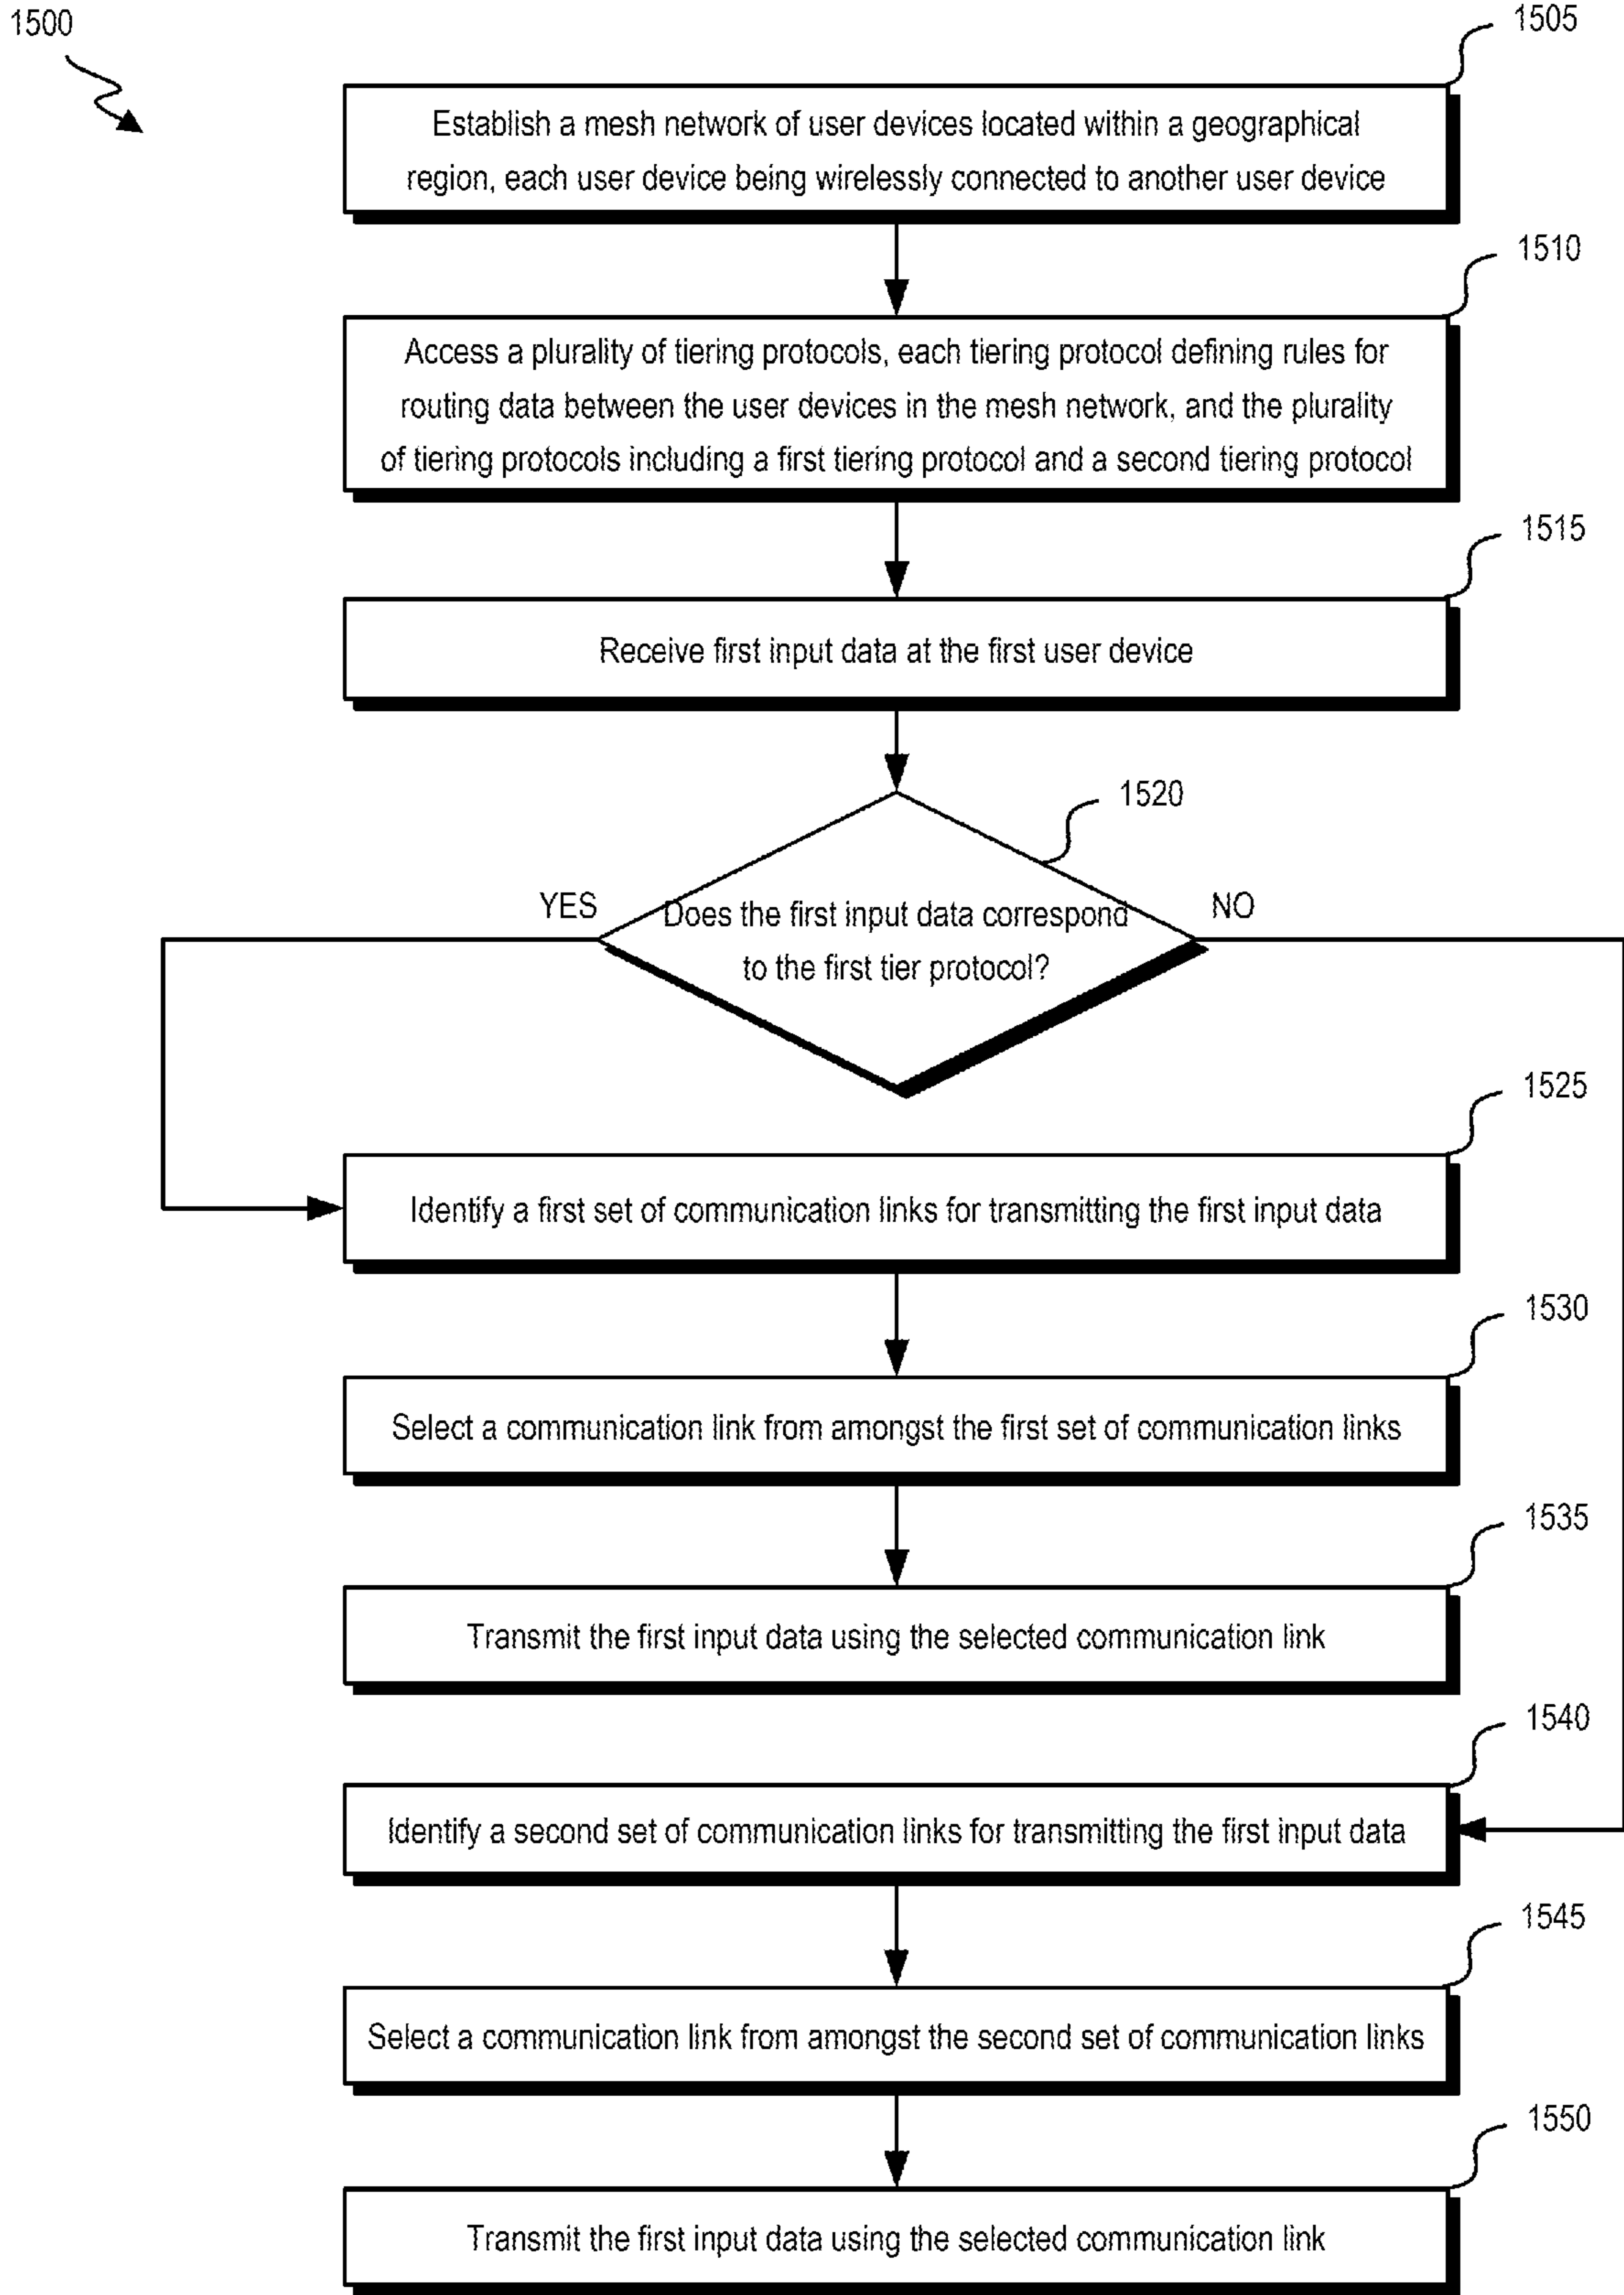 1500
1505
Establish a mesh network of user devices located within a geographical
region, each user device being wirelessly connected to another user device
1510
Access a plurality of tiering protocols, each tiering protocol defining rules for
routing data between the user devices in the mesh network, and the plurality
of tiering protocols including a first tiering protocol and a second tiering protocol
1515
Receive first input data at the first user device
1520
YES
Does the first input data correspond
to the first tier protocol?
NO
1525
Identify a first set of communication links for transmitting the first input data
1530
Select a communication link from amongst the first set of communication links
1535
Transmit the first input data using the selected communication link
1540
Identify a second set of communication links for transmitting the first input data
1545
Select a communication link from amongst the second set of communication links
1550
Transmit the first input data using the selected communication link